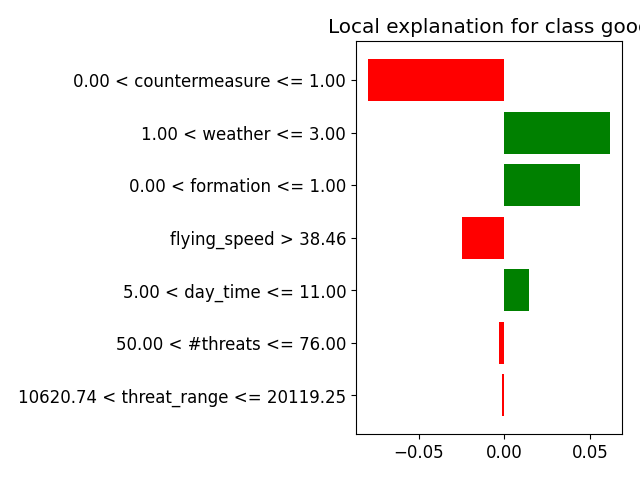 Local explanation for class good
0.00 < countermeasure <= 1.00
1.00 < weather <= 3.00
0.00 < formation <= 1.00
flying_speed > 38.46
5.00 < day_time <= 11.00
50.00 < #threats <= 76.00
10620.74 < threat_range <= 20119.25
−0.05 0.00 0.05